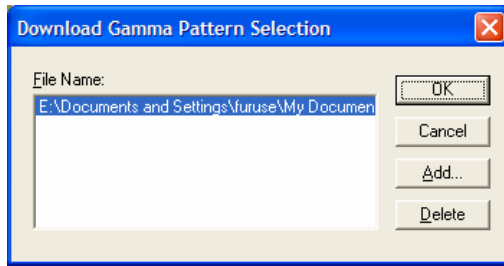 Download Gamma Pattern Selection
File Name:
E:\Documents and Settings\furuse\My Documen
OK
Cancel
Add...
Delete